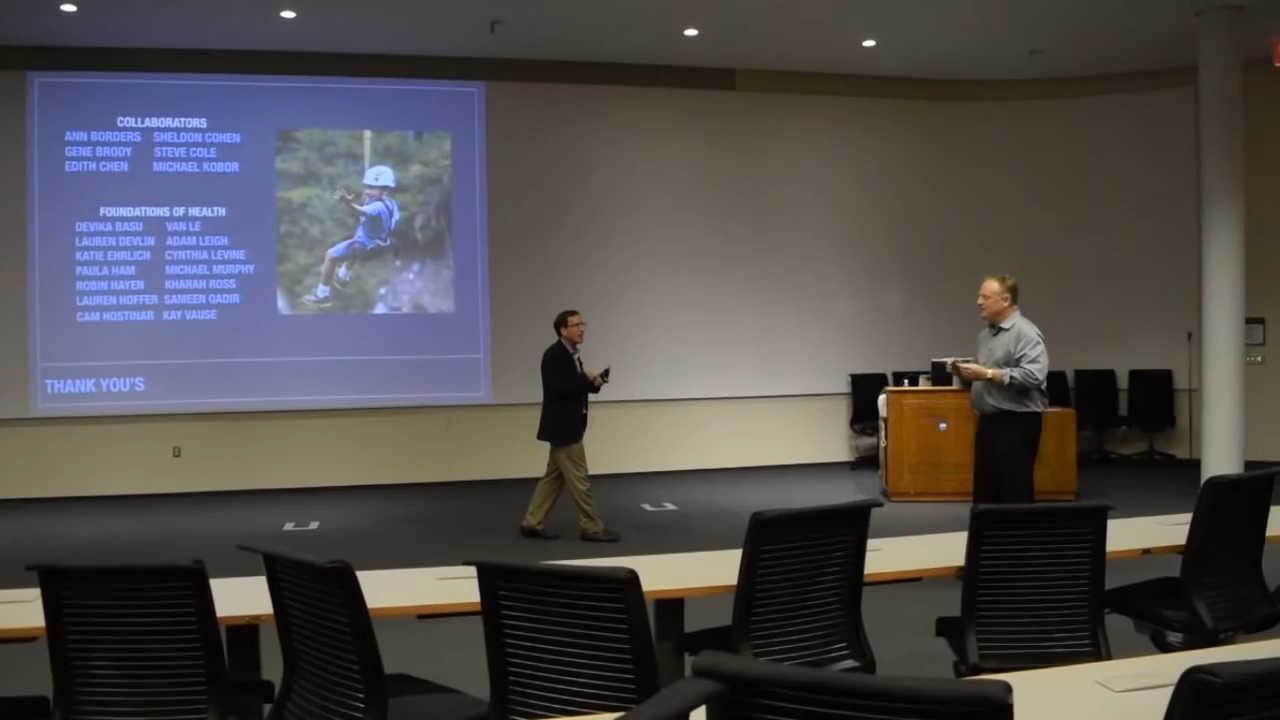 COLLABORATORS
ANN BORDERS SHELDON COHEN
GENE BRODY STEVE COLE
EDITH CHEN MICHAEL KOBOR
FOUNDATIONS OF HEALTH
DEVIKA BASU VAN LE
LAUREN DEVLIN ADAM LEIGH
KATIE EHRLICH CYNTHIA LEVINE
PAULA HAM MICHAEL MURPHY
ROBIN HAYEN KHARAH ROSS
LAUREN HOFFER SAMEEN QADIR
CAM HOSTINAR KAY VAUSE
THANK YOU'S